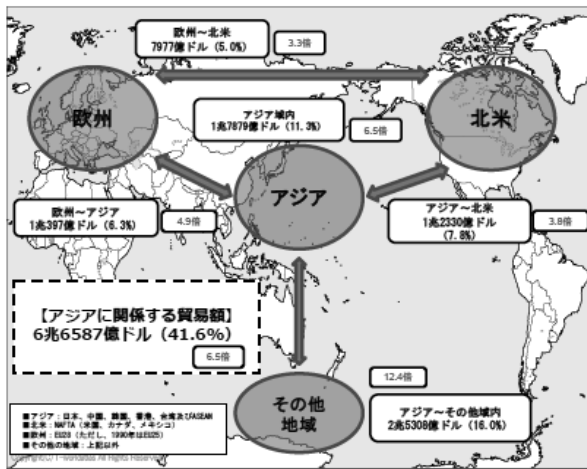 欧州～北米
7977億ドル (5.0%)
3.3倍
欧州
北米
アジア域内
1兆7879億ドル (11.3%)
6.5倍
アジア
欧州～アジア
1兆397億ドル (6.3%)
4.9倍
アジア～北米
1兆2330億ドル
(7.8%)
3.8倍
【アジアに関係する貿易額】
6兆6587億ドル（41.6%）
6.5倍
12.4倍
その他
地域
アジア～その他域内
2兆5308億ドル (16.0%)
■アジア：日本、中国、韓国、香港、台湾及びASEAN
■北米：NAFTA (米国、カナダ、メキシコ)
■欧州：EU28 (ただし、1990年はEU25)
■その他の地域：上記以外
All Rights Reserved